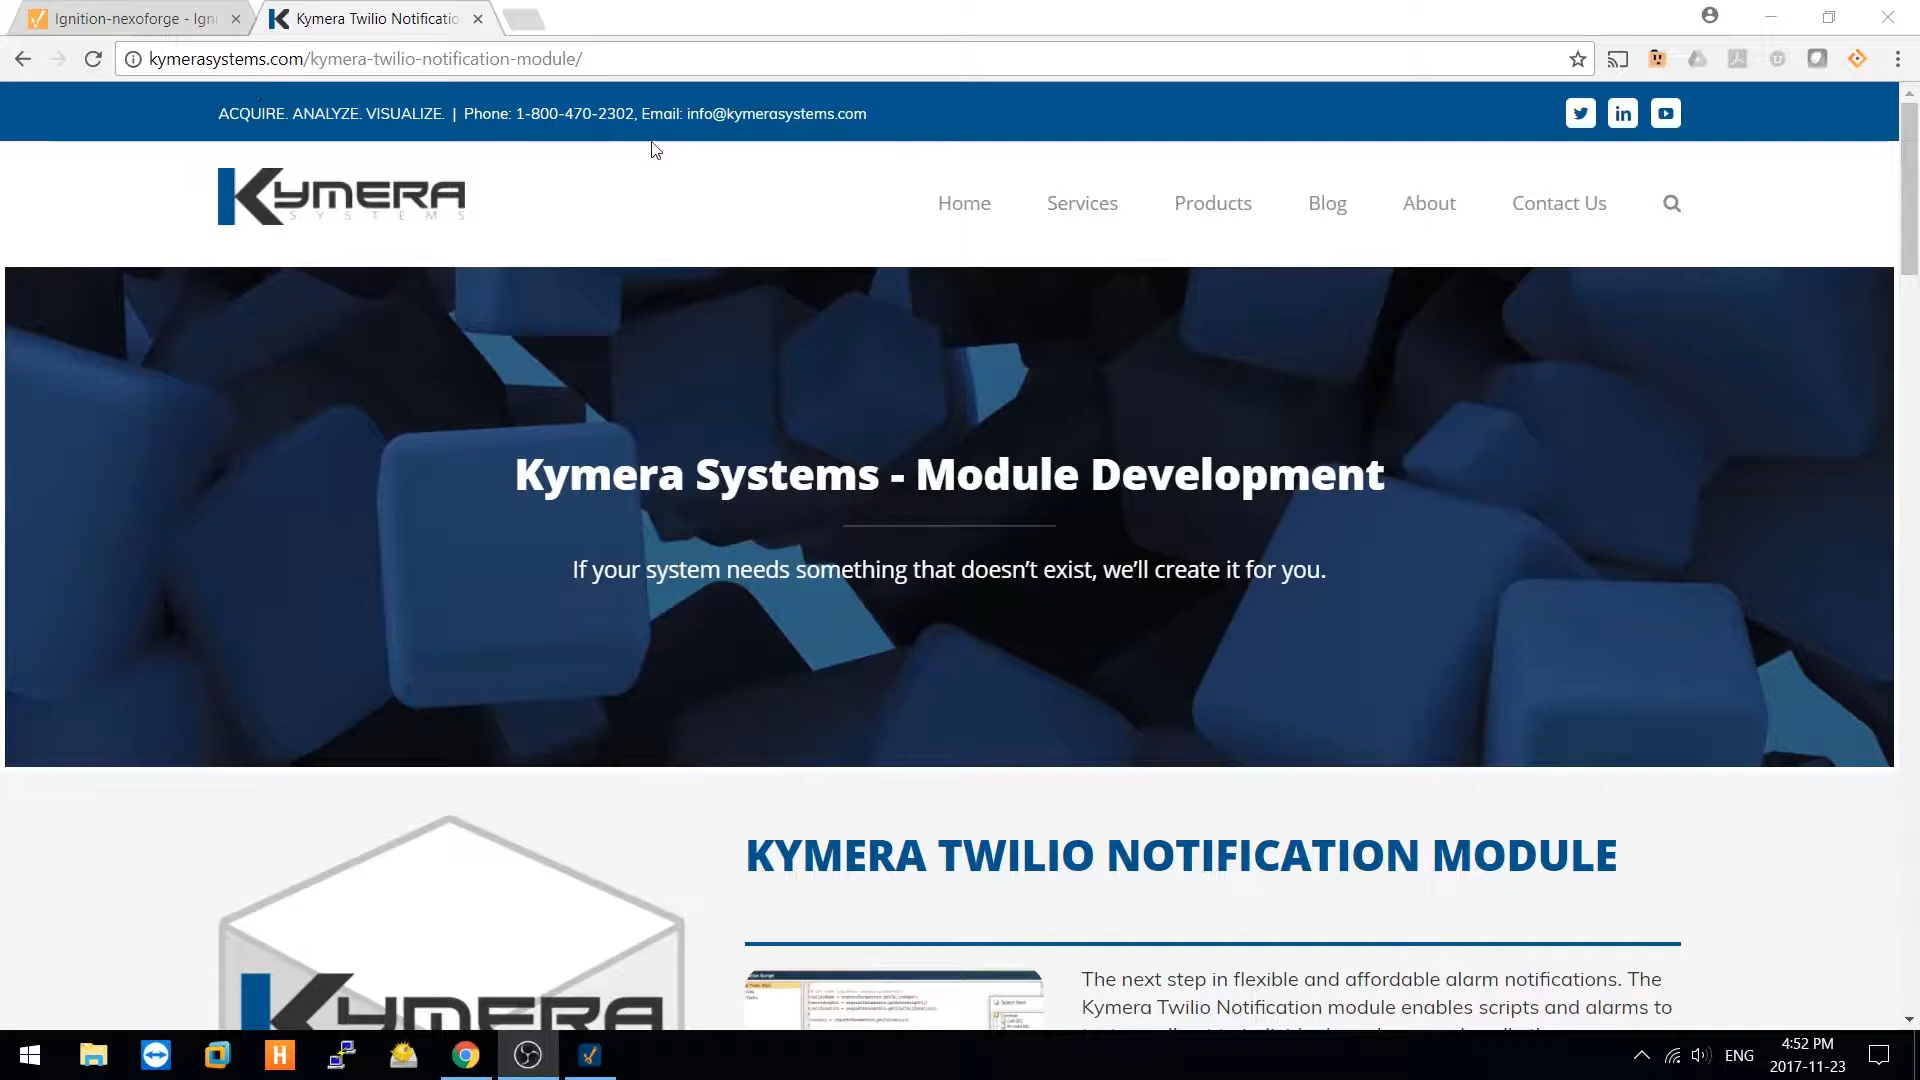 Ignition-nexoforge - Ign
Kymera Twilio Notificatio
kymerasystems.com/kymera-twilio-notification-module/
ACQUIRE. ANALYZE. VISUALIZE. | Phone: 1-800-470-2302, Email: info@kymerasystems.com
KYMERA
SYSTEMS
Home
Services
Products
Blog
About
Contact Us
Kymera Systems - Module Development
If your system needs something that doesn't exist, we'll create it for you.
KYMERA TWILIO NOTIFICATION MODULE
The next step in flexible and affordable alarm notifications. The
Kymera Twilio Notification module enables scripts and alarms to
KYMERA
ENG
4:52 PM
2017-11-23